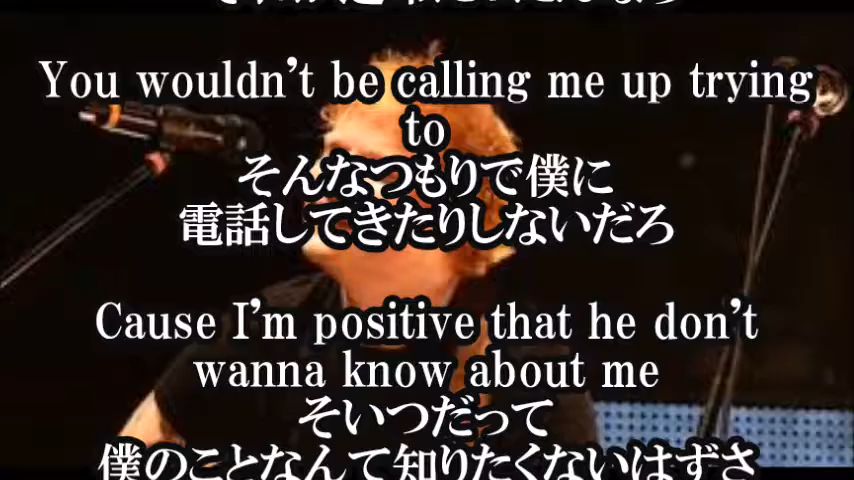 You wouldn't be calling me up trying
to
そんなつもりで僕に
電話してきたりしないだろ
Cause I'm positive that he don't
wanna know about me
そいつだって
僕のことなんて知りたくないはずさ